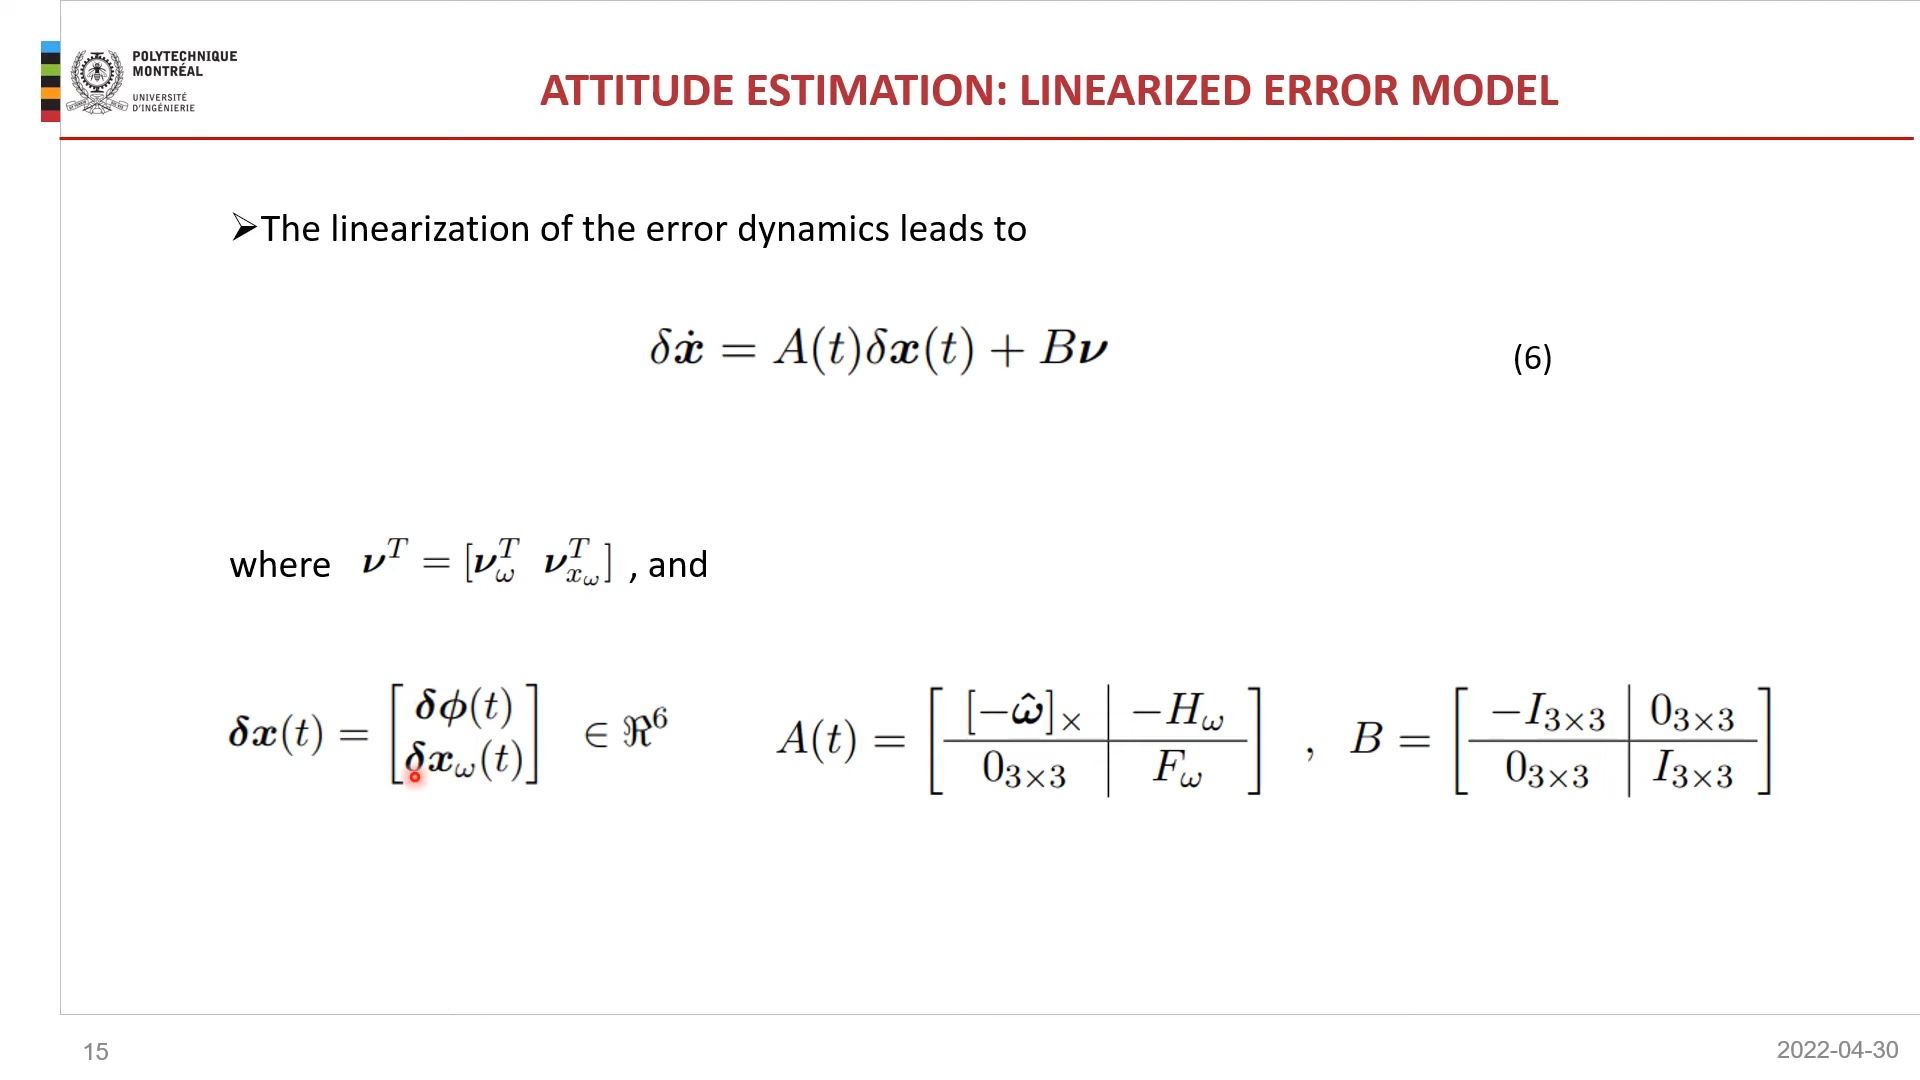 POLYTECHNIQUE
MONTRÉAL
UNIVERSITÉ
D'INGÉNIERIE
ATTITUDE ESTIMATION: LINEARIZED ERROR MODEL
➢The linearization of the error dynamics leads to
δẋ = A(t)δx(t) + Bν (6)
where ν^T = [ν_ω^T ν_{x_ω}^T] , and
δx(t) = [δϕ(t); δx_ω(t)] ∈ ℜ^6 A(t) = [[−ω̂]_× | −H_ω; 0_{3×3} | F_ω] , B = [−I_{3×3} | 0_{3×3}; 0_{3×3} | I_{3×3}]
15
2022-04-30